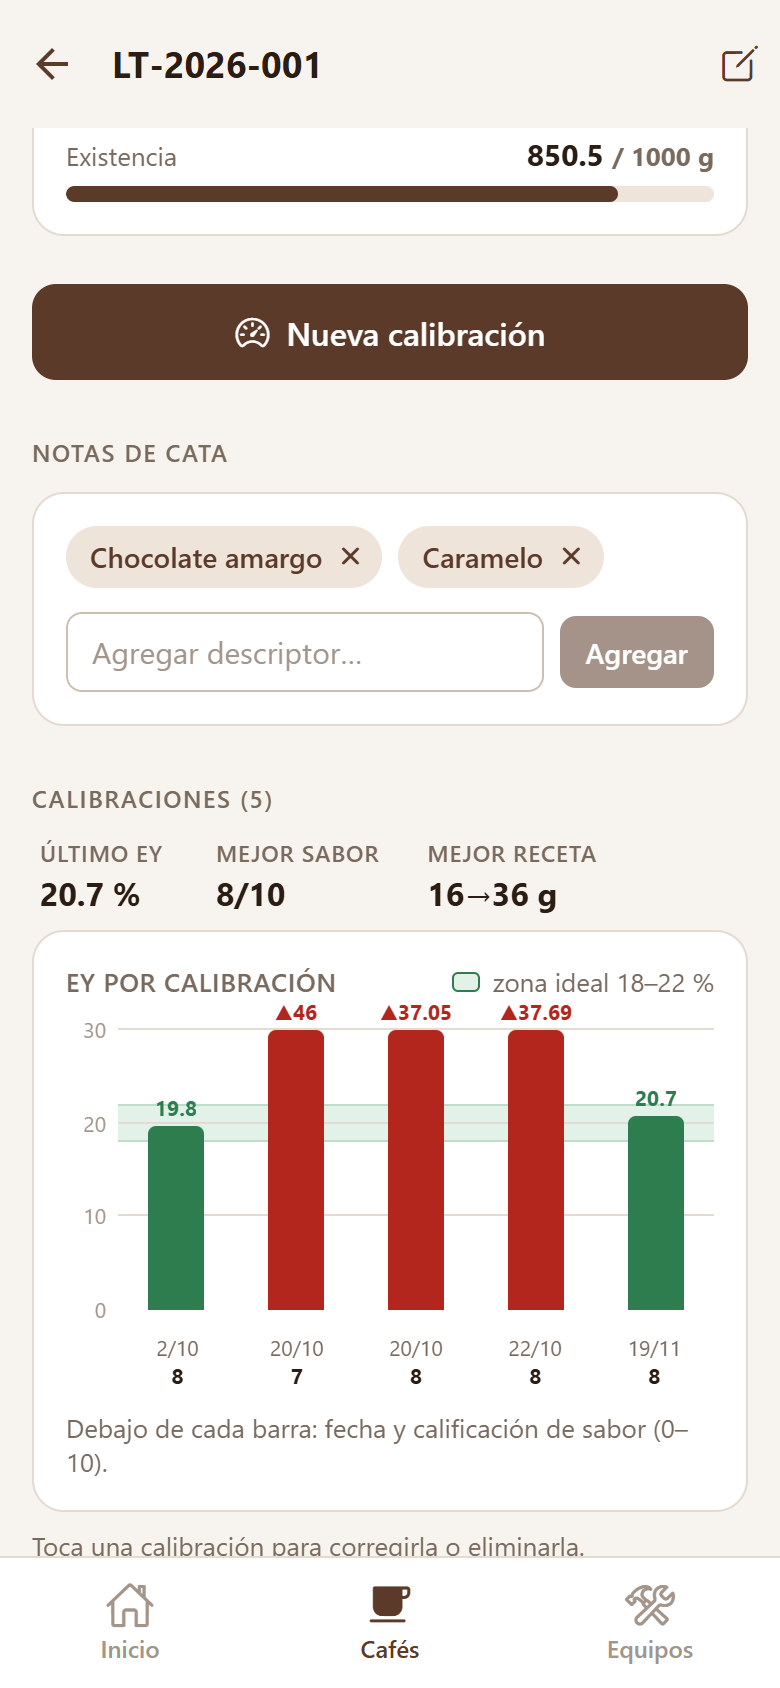 LT-2026-001
Existencia 850.5 / 1000 g
Nueva calibración
NOTAS DE CATA
Chocolate amargo ✕ Caramelo ✕
Agregar descriptor... Agregar
CALIBRACIONES (5)
ÚLTIMO EY MEJOR SABOR MEJOR RECETA
20.7 % 8/10 16→36 g
EY POR CALIBRACIÓN zona ideal 18–22 %
▲46 ▲37.05 ▲37.69
30
19.8 20.7
20
10
0
2/10 20/10 20/10 22/10 19/11
8 7 8 8 8
Debajo de cada barra: fecha y calificación de sabor (0–
10).
Toca una calibración para corregirla o eliminarla.
Inicio Cafés Equipos